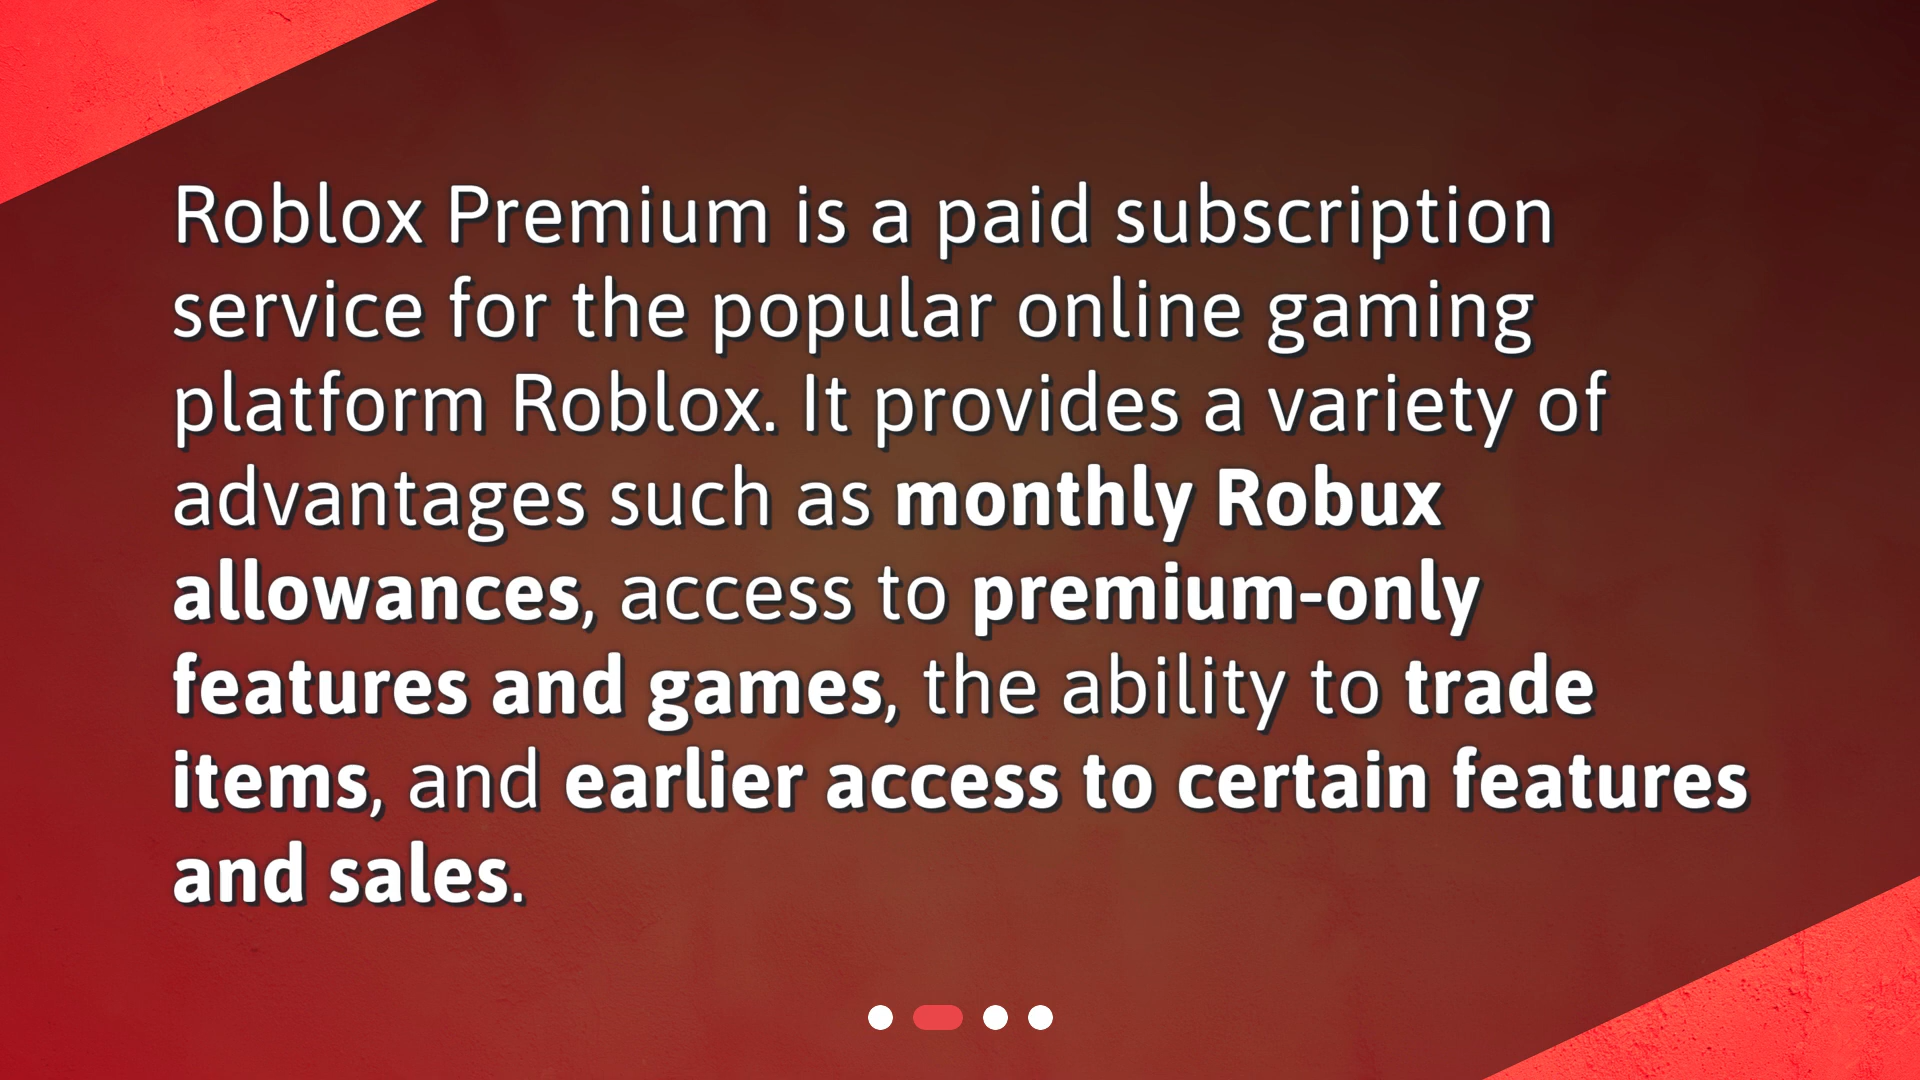 Roblox Premium is a paid subscription
service for the popular online gaming
platform Roblox. It provides a variety of
advantages such as monthly Robux
allowances, access to premium-only
features and games, the ability to trade
items, and earlier access to certain features
and sales.